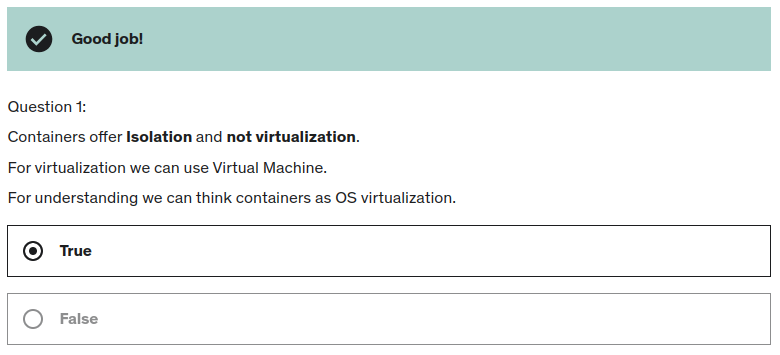 Good job!
Question 1:
Containers offer Isolation and not virtualization.
For virtualization we can use Virtual Machine.
For understanding we can think containers as OS virtualization.
True
False